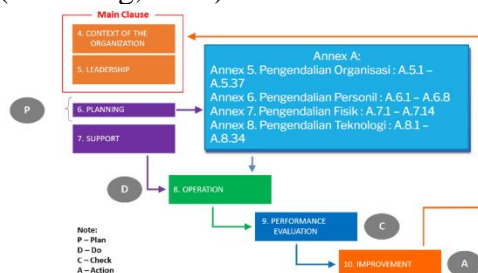 Main Clause
4. CONTEXT OF THE
ORGANIZATION
5. LEADERSHIP
P
6. PLANNING
7. SUPPORT
Annex A:
Annex 5. Pengendalian Organisasi : A.5.1 –
A.5.37
Annex 6. Pengendalian Personil : A.6.1 – A.6.8
Annex 7. Pengendalian Fisik : A.7.1 – A.7.14
Annex 8. Pengendalian Teknologi : A.8.1 –
A.8.34
D
8. OPERATION
9. PERFORMANCE
EVALUATION
C
10. IMPROVEMENT
A
Note:
P – Plan
D – Do
C – Check
A – Action